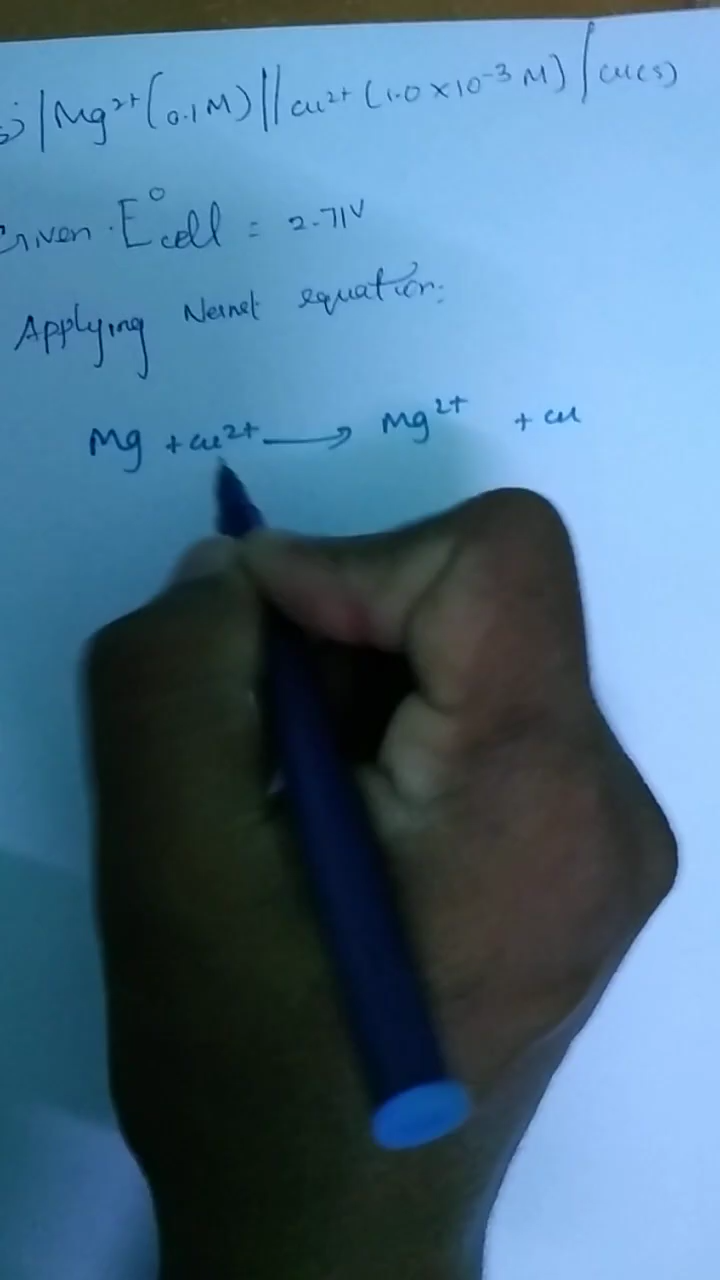 s) | Mg²⁺ (0.1M) || Cu²⁺ (1.0 × 10⁻³ M) | Cu(s)
Given. E°cell = 2.71V
Applying Nernst equation:
Mg + Cu²⁺ ⟶ Mg²⁺ + Cu